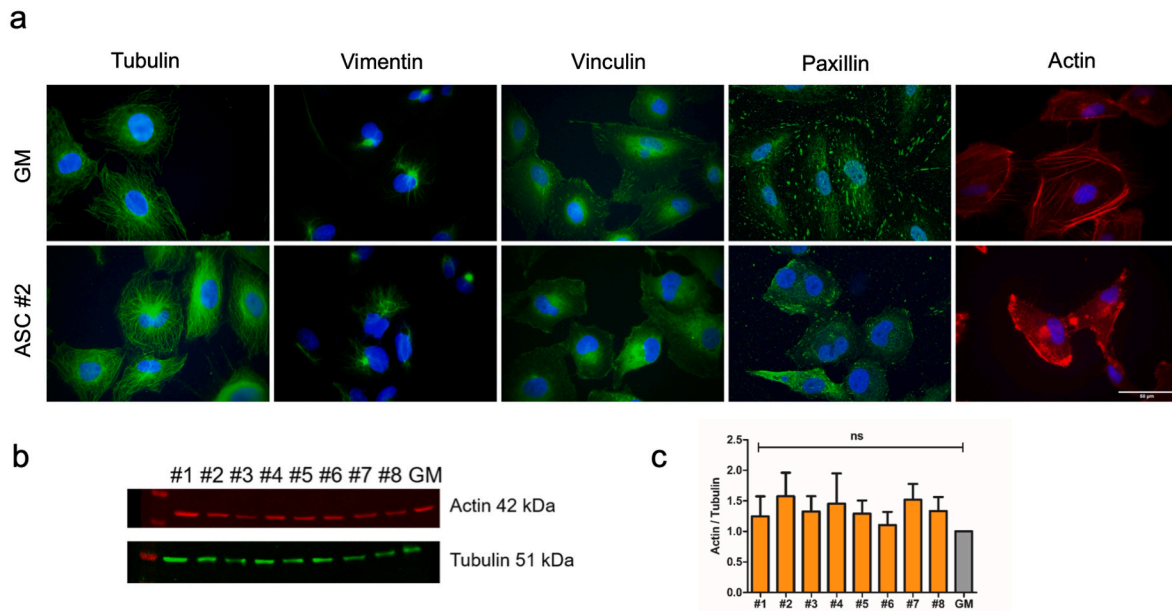 a
Tubulin Vimentin Vinculin Paxillin Actin
GM
ASC #2
50 µm
b
#1 #2 #3 #4 #5 #6 #7 #8 GM
Actin 42 kDa
Tubulin 51 kDa
c
ns
Actin / Tubulin
2.5
2.0
1.5
1.0
0.5
0.0
#1 #2 #3 #4 #5 #6 #7 #8 GM